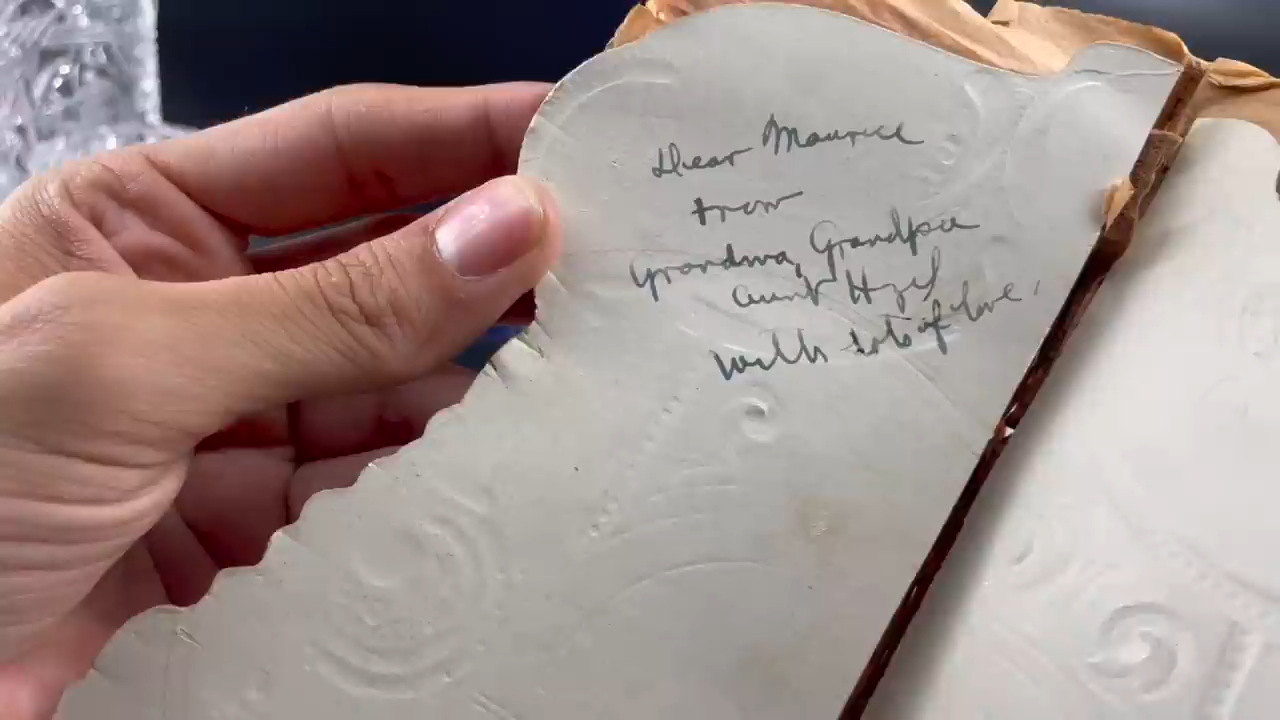 Dear Maurice
from
Grandma, Grandpa
Aunt Hazel
with lots of love,